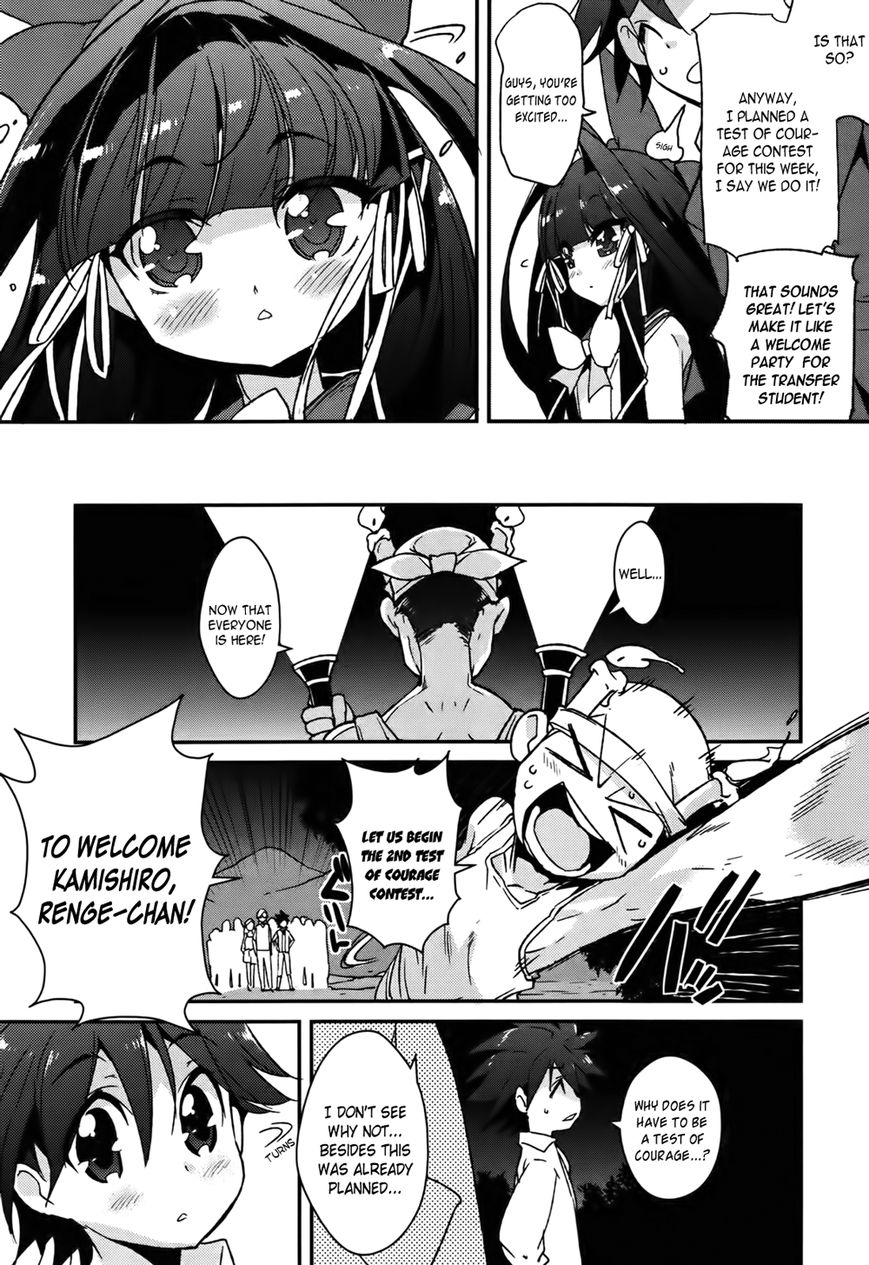 IS THAT
SO?
ANYWAY,
I PLANNED A
TEST OF COUR-
AGE CONTEST
FOR THIS WEEK,
I SAY WE DO IT!
GUYS, YOU'RE
GETTING TOO
EXCITED...
SIGH
THAT SOUNDS
GREAT! LET'S
MAKE IT LIKE
A WELCOME
PARTY FOR
THE TRANSFER
STUDENT!
WELL...
NOW THAT
EVERYONE
IS HERE!
LET US BEGIN
THE 2ND TEST
OF COURAGE
CONTEST...
TO WELCOME
KAMISHIRO,
RENGE-CHAN!
WHY DOES IT
HAVE TO BE
A TEST OF
COURAGE...?
I DON'T SEE
WHY NOT...
BESIDES THIS
WAS ALREADY
PLANNED...
TURNS